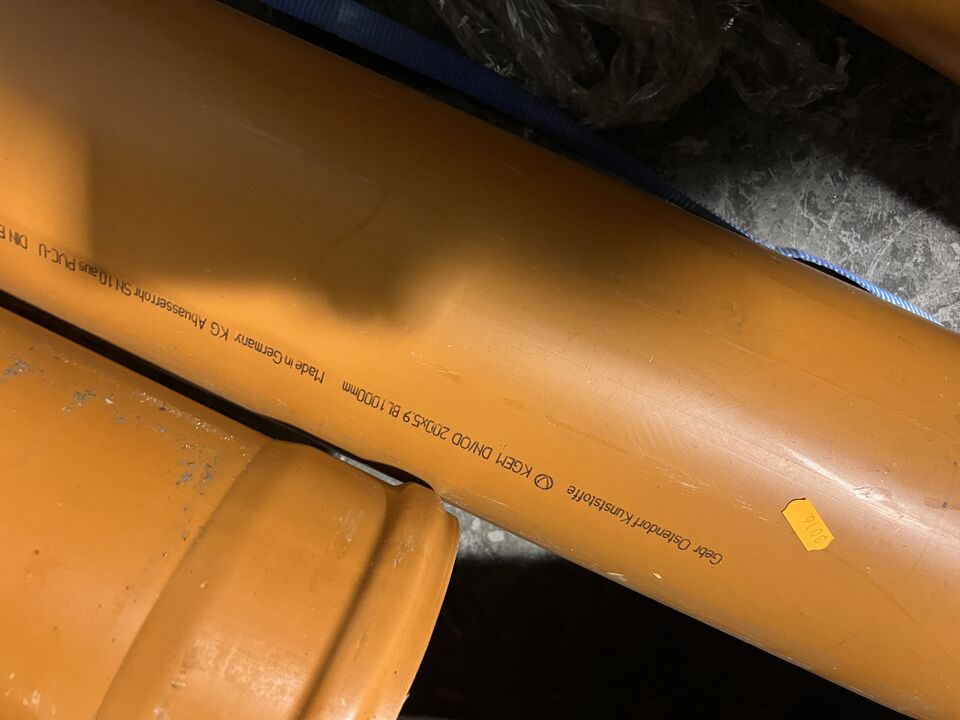 Gebr. Ostendorf Kunststoffe KGEM DN/OD 200x5,9 BL 1000mm Made in Germany KG Abwasserrohr SN 10 aus PVC-U DIN
3016